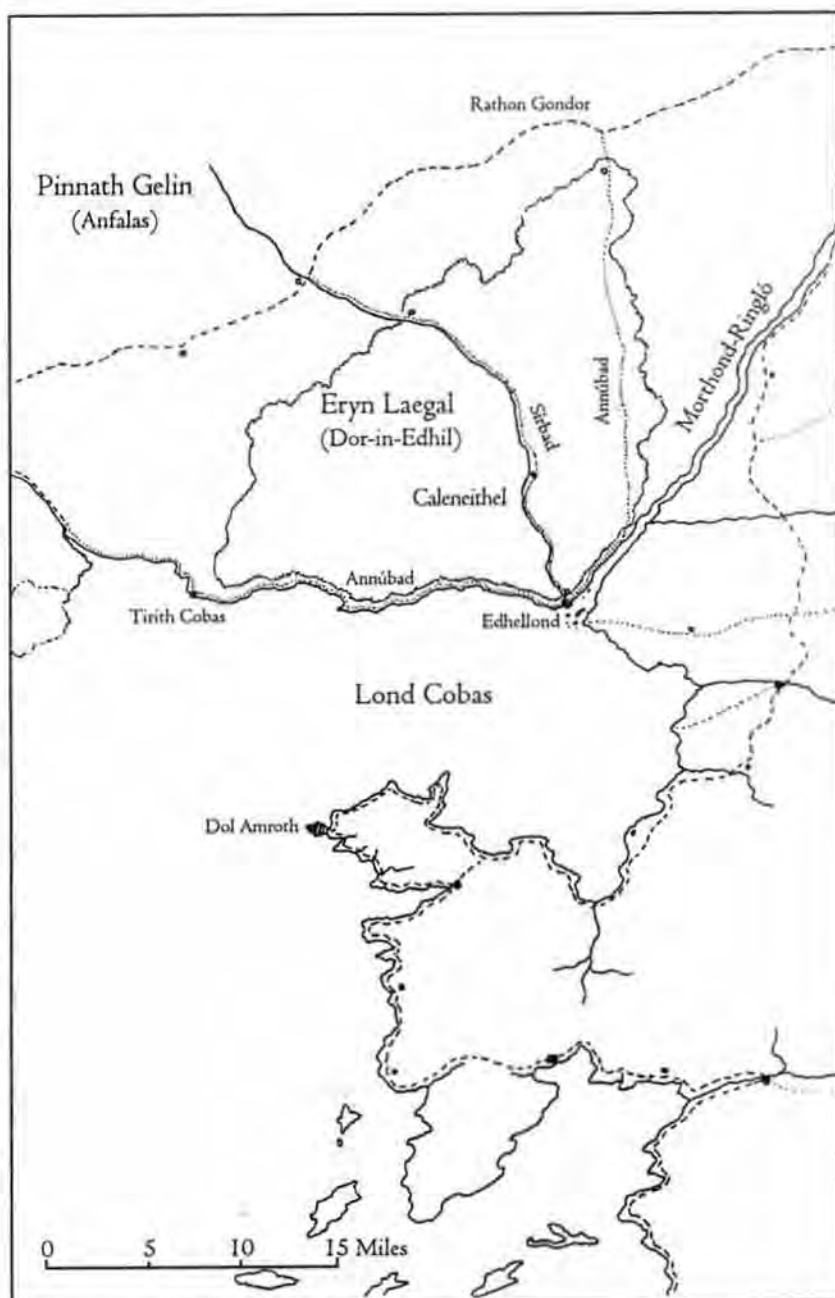 Rathon Gondor
Pinnath Gelin
(Anfalas)
Morthond-Ringló
Eryn Laegal
(Dor-in-Edhil)
Sîrbad
Annúbad
Caleneithel
Annúbad
Tirith Cobas
Edhellond
Lond Cobas
Dol Amroth
0 5 10 15 Miles